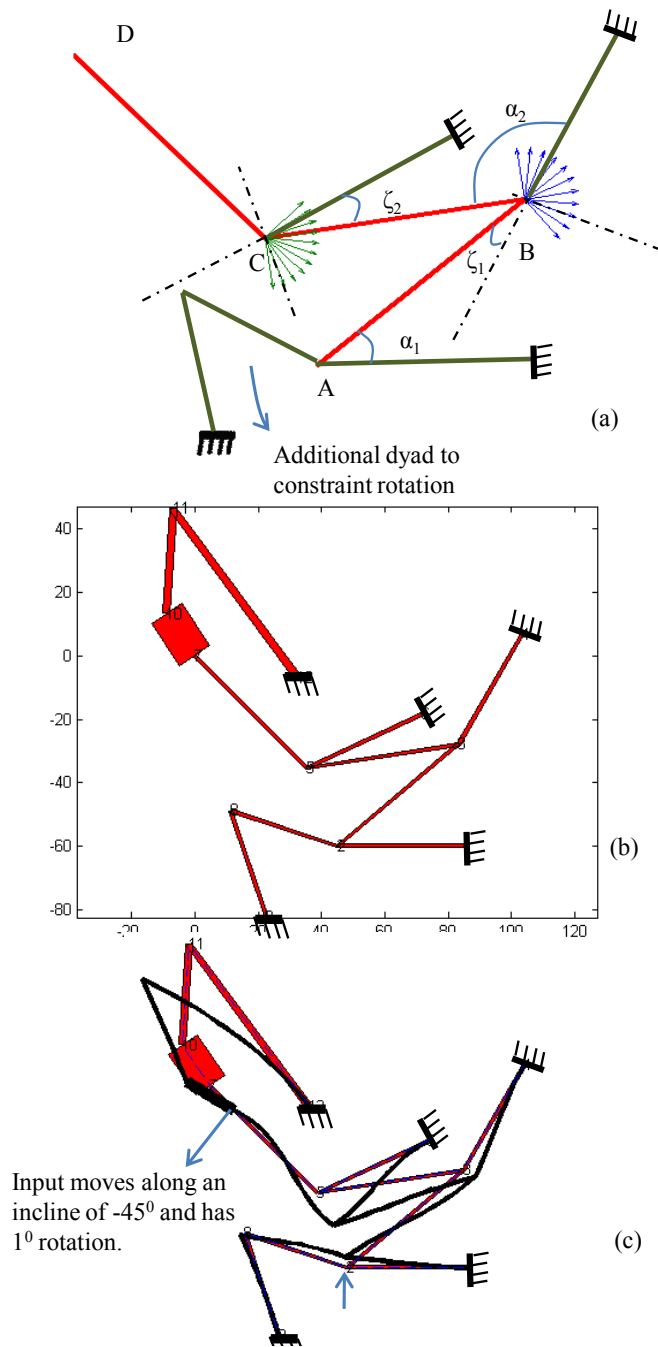 D
α2
ζ2
C
B
ζ1
α1
A
(a)
Additional dyad to
constraint rotation
11
40
20
10
0
7
-20
5
3
-40
8
-60
2
(b)
-80
-20
0
20
40
60
80
100
120
11
10
12
3
5
Input moves along an
incline of -45⁰ and has
1⁰ rotation.
(c)
8
2